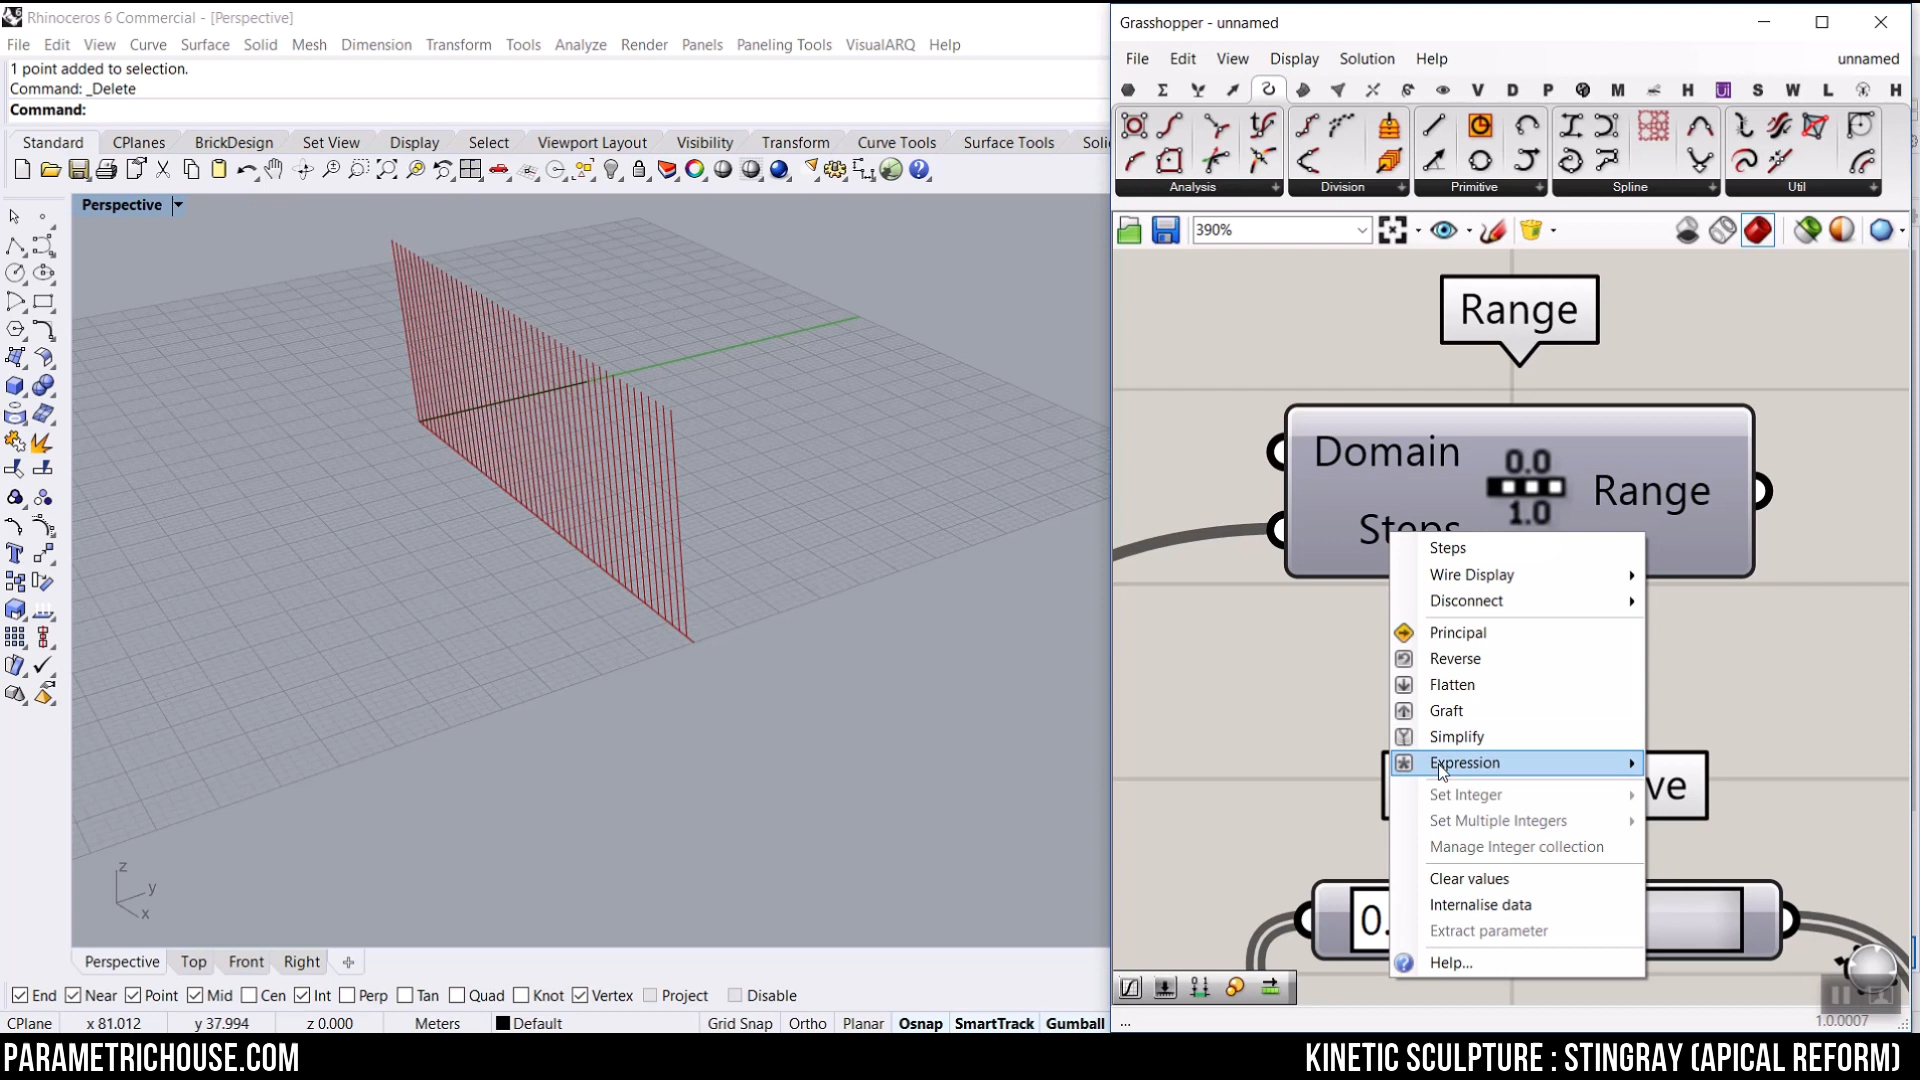 Rhinoceros 6 Commercial - [Perspective]
File Edit View Curve Surface Solid Mesh Dimension Transform Tools Analyze Render Panels Paneling Tools VisualARQ Help
1 point added to selection.
Command: _Delete
Command:
Standard CPlanes BrickDesign Set View Display Select Viewport Layout Visibility Transform Curve Tools Surface Tools Soli
Perspective
z
y
x
Perspective Top Front Right
End Near Point Mid Cen Int Perp Tan Quad Knot Vertex Project Disable
CPlane x 81.012 y 37.994 z 0.000 Meters Default Grid Snap Ortho Planar Osnap SmartTrack Gumball
Grasshopper - unnamed
File Edit View Display Solution Help unnamed
V D P M H S W L H
Analysis Division Primitive Spline Util
390%
Range
Domain
0.0
1.0
Range
Steps
Steps
Wire Display
Disconnect
Principal
Reverse
Flatten
Graft
Simplify
Expression
Set Integer
Set Multiple Integers
Manage Integer collection
Clear values
Internalise data
Extract parameter
Help...
ve
0.
...
1.0.0007
PARAMETRICHOUSE.COM
KINETIC SCULPTURE : STINGRAY (APICAL REFORM)